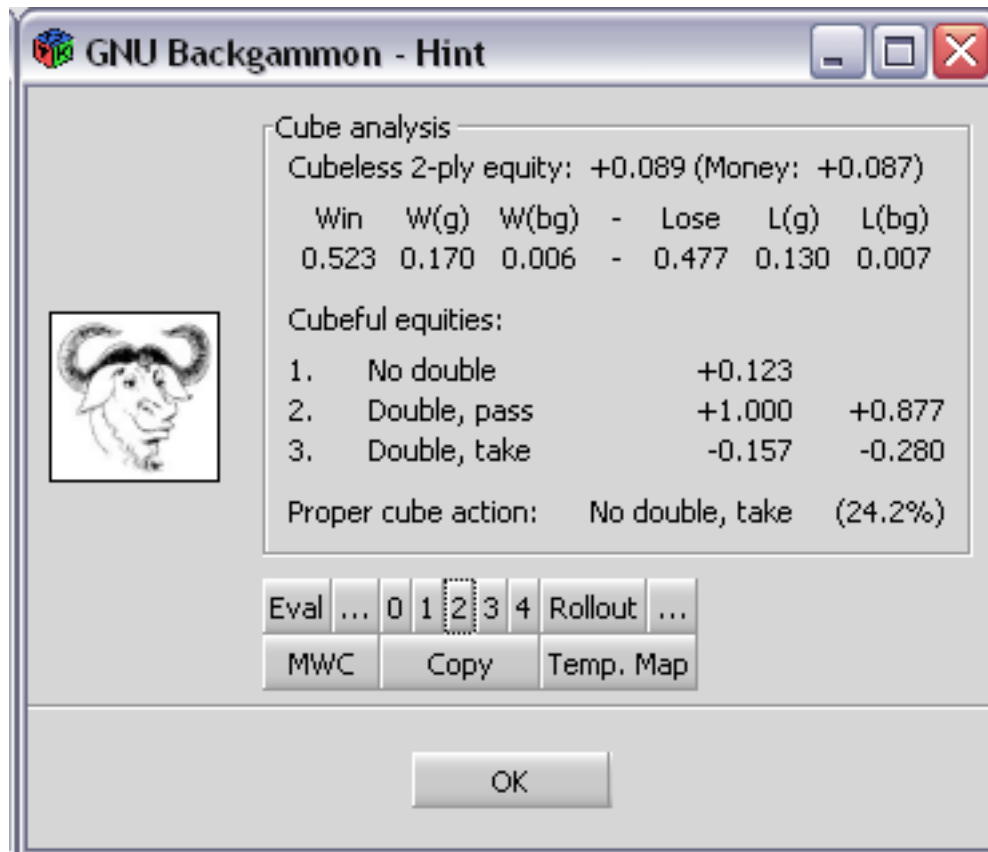 GNU Backgammon - Hint
Cube analysis
Cubeless 2-ply equity: +0.089 (Money: +0.087)
Win W(g) W(bg) - Lose L(g) L(bg)
0.523 0.170 0.006 - 0.477 0.130 0.007
Cubeful equities:
1. No double +0.123
2. Double, pass +1.000 +0.877
3. Double, take -0.157 -0.280
Proper cube action: No double, take (24.2%)
Eval ... 0 1 2 3 4 Rollout ...
MWC Copy Temp. Map
OK